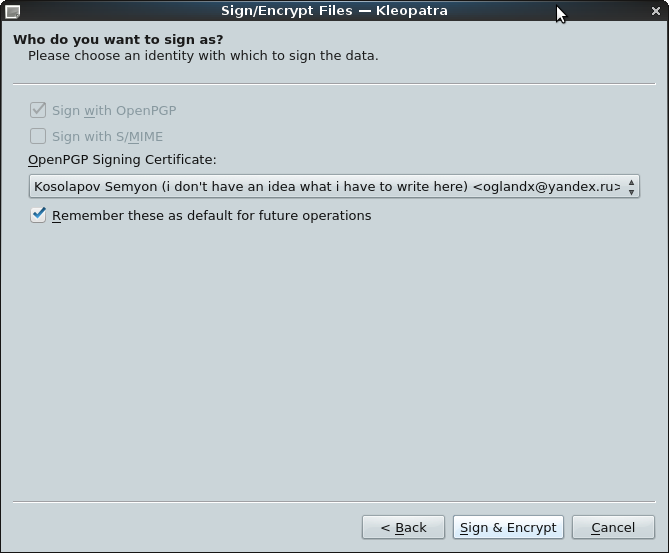 Sign/Encrypt Files — Kleopatra
Who do you want to sign as?
Please choose an identity with which to sign the data.
Sign with OpenPGP
Sign with S/MIME
OpenPGP Signing Certificate:
Kosolapov Semyon (i don't have an idea what i have to write here) <oglandx@yandex.ru>
Remember these as default for future operations
< Back
Sign & Encrypt
Cancel